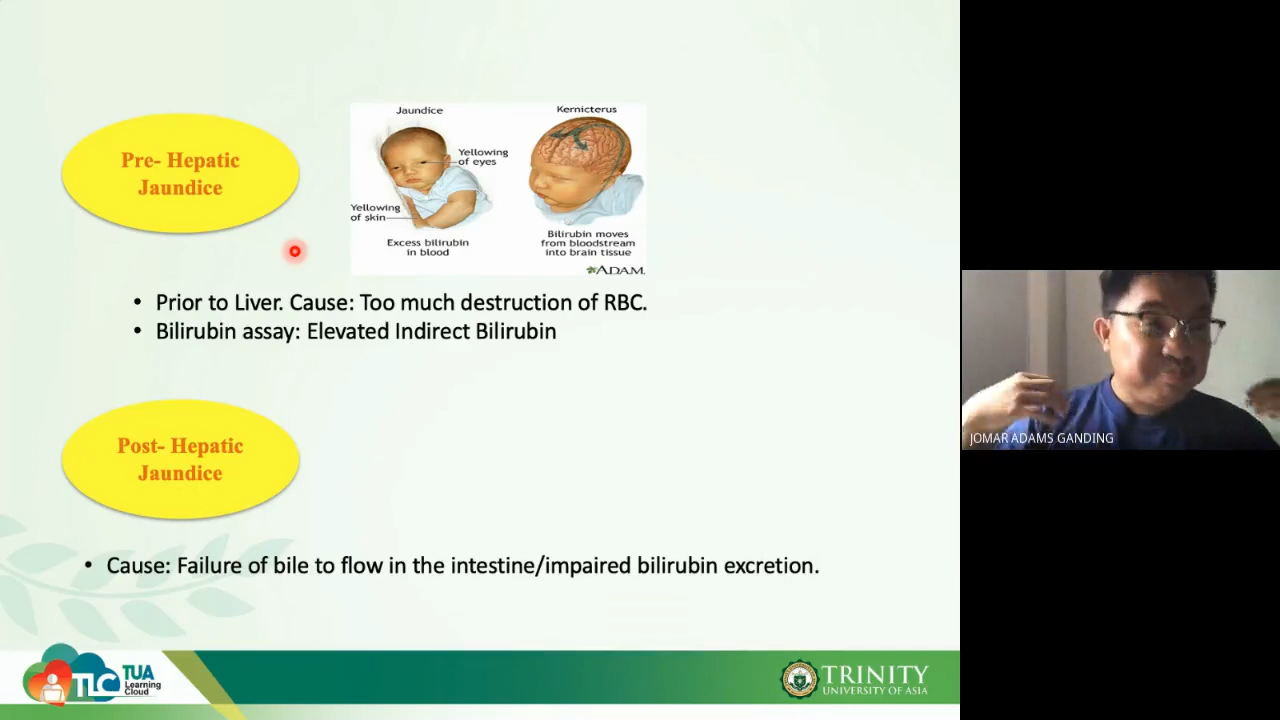 Pre- Hepatic
Jaundice
Jaundice
Yellowing
of eyes
Yellowing
of skin
Excess bilirubin
in blood
Kernicterus
Bilirubin moves
from bloodstream
into brain tissue
ADAM.
• Prior to Liver. Cause: Too much destruction of RBC.
• Bilirubin assay: Elevated Indirect Bilirubin
Post- Hepatic
Jaundice
• Cause: Failure of bile to flow in the intestine/impaired bilirubin excretion.
TLC
TUA
Learning
Cloud
TRINITY
UNIVERSITY OF ASIA
JOMAR ADAMS GANDING